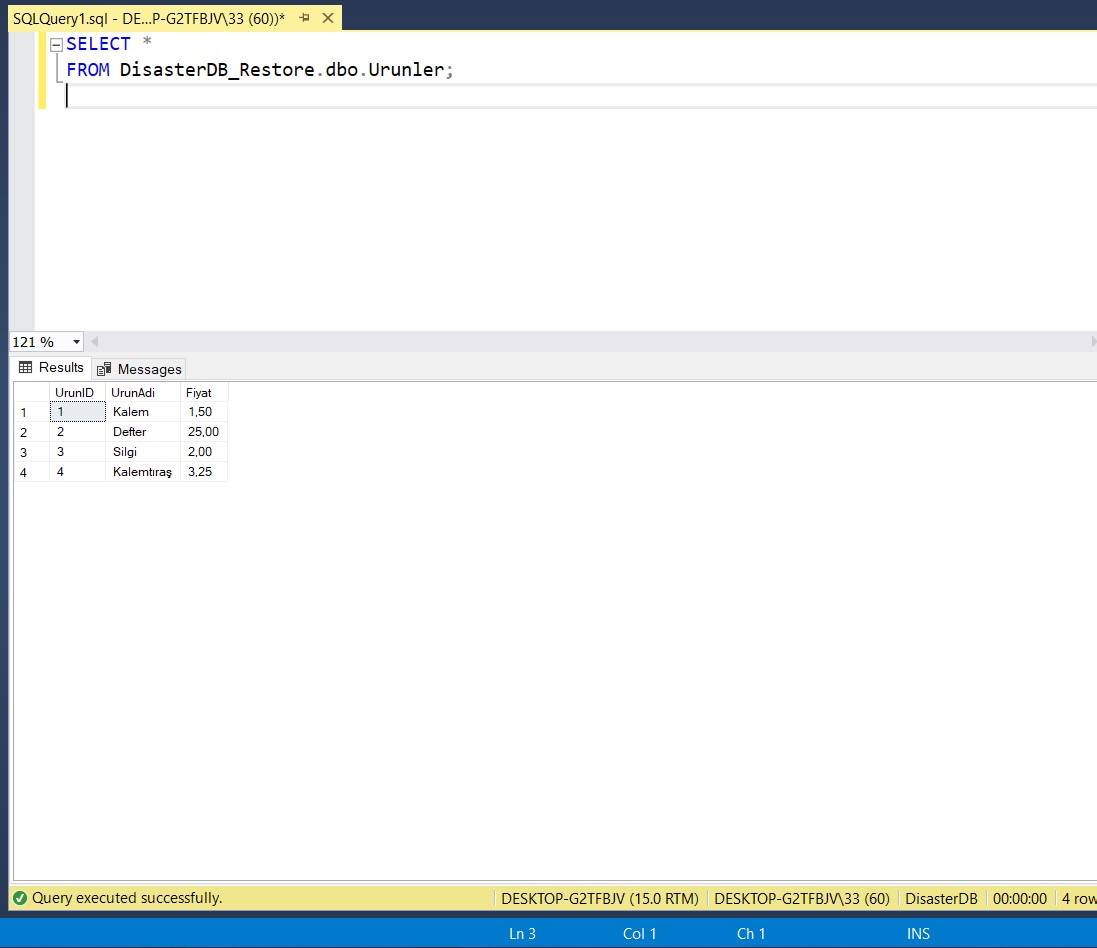 SQLQuery1.sql - DE...P-G2TFBJV\33 (60))*
SELECT *
FROM DisasterDB_Restore.dbo.Urunler;
121 %
Results Messages
UrunID UrunAdi Fiyat
1 1 Kalem 1,50
2 2 Defter 25,00
3 3 Silgi 2,00
4 4 Kalemtıraş 3,25
Query executed successfully. DESKTOP-G2TFBJV (15.0 RTM) DESKTOP-G2TFBJV\33 (60) DisasterDB 00:00:00 4 row
Ln 3 Col 1 Ch 1 INS